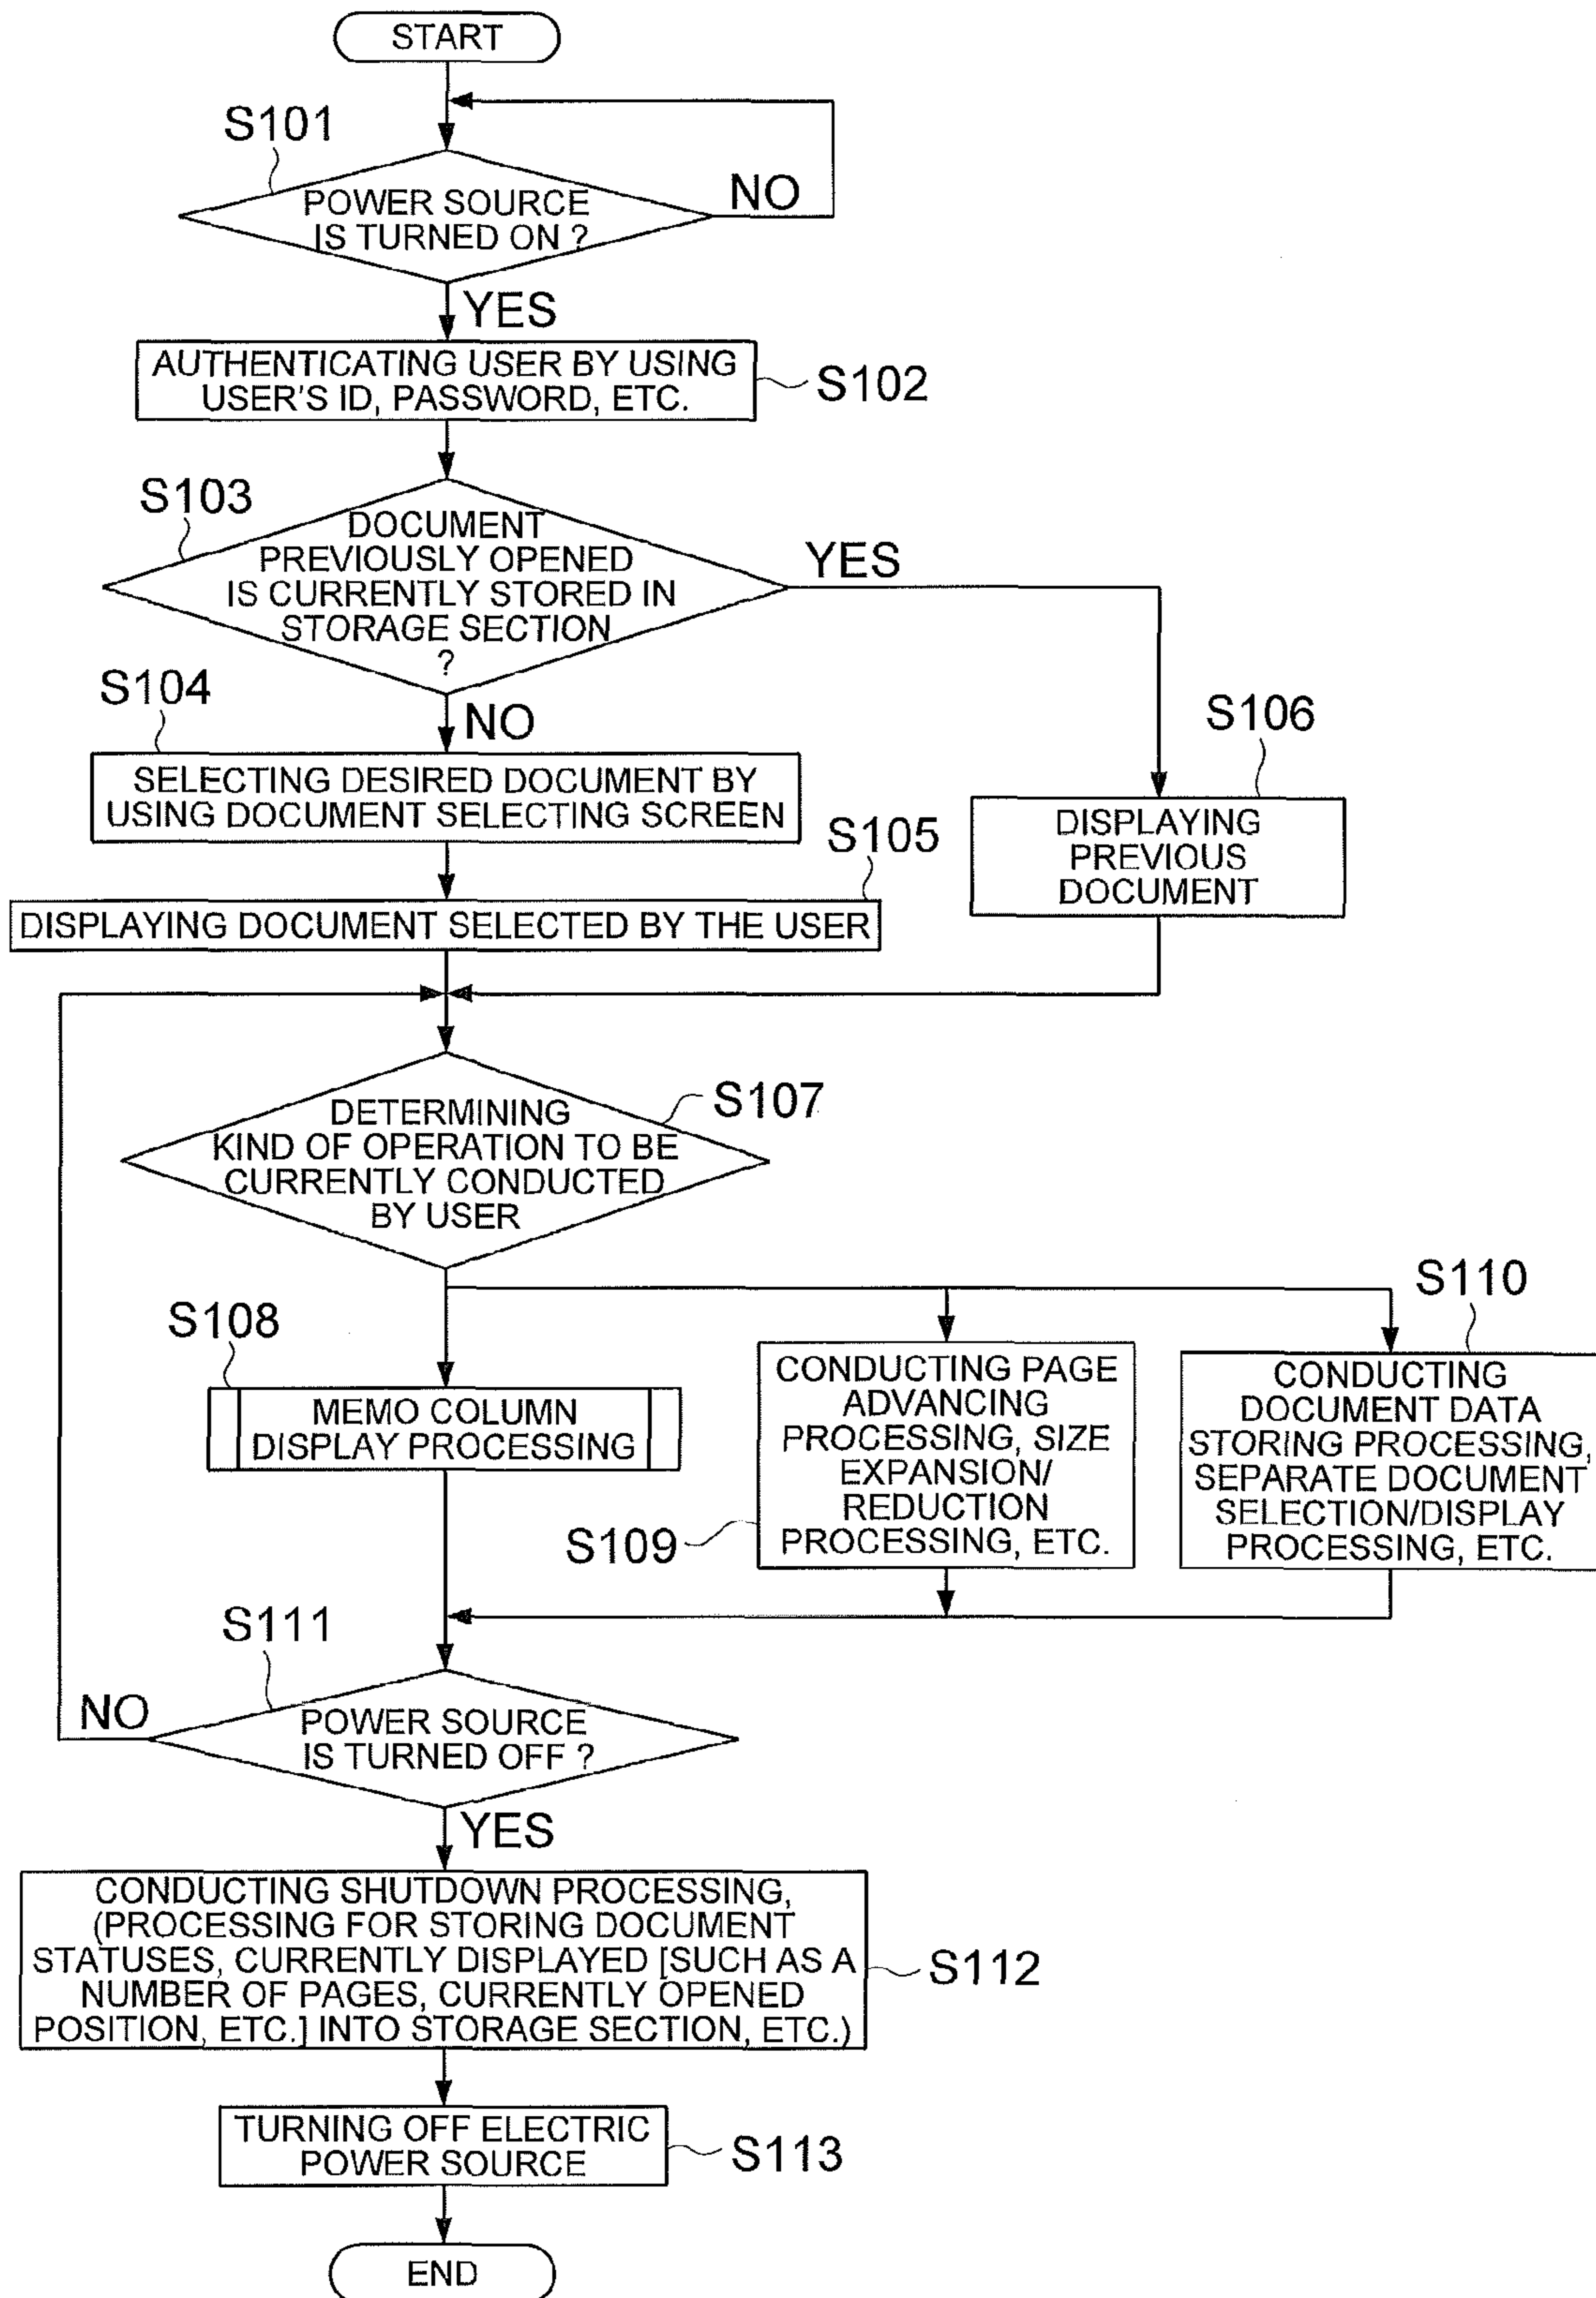 START
S101
POWER SOURCE
IS TURNED ON ?
NO
YES
AUTHENTICATING USER BY USING
USER'S ID, PASSWORD, ETC.
S102
S103
DOCUMENT
PREVIOUSLY OPENED
IS CURRENTLY STORED IN
STORAGE SECTION
?
YES
S104
NO
SELECTING DESIRED DOCUMENT BY
USING DOCUMENT SELECTING SCREEN
S106
DISPLAYING
PREVIOUS
DOCUMENT
S105
DISPLAYING DOCUMENT SELECTED BY THE USER
S107
DETERMINING
KIND OF OPERATION TO BE
CURRENTLY CONDUCTED
BY USER
S108
MEMO COLUMN
DISPLAY PROCESSING
CONDUCTING PAGE
ADVANCING
PROCESSING, SIZE
EXPANSION/
REDUCTION
PROCESSING, ETC.
S109
S110
CONDUCTING
DOCUMENT DATA
STORING PROCESSING,
SEPARATE DOCUMENT
SELECTION/DISPLAY
PROCESSING, ETC.
S111
NO
POWER SOURCE
IS TURNED OFF ?
YES
CONDUCTING SHUTDOWN PROCESSING,
(PROCESSING FOR STORING DOCUMENT
STATUSES, CURRENTLY DISPLAYED [SUCH AS A
NUMBER OF PAGES, CURRENTLY OPENED
POSITION, ETC.] INTO STORAGE SECTION, ETC.)
S112
TURNING OFF ELECTRIC
POWER SOURCE
S113
END